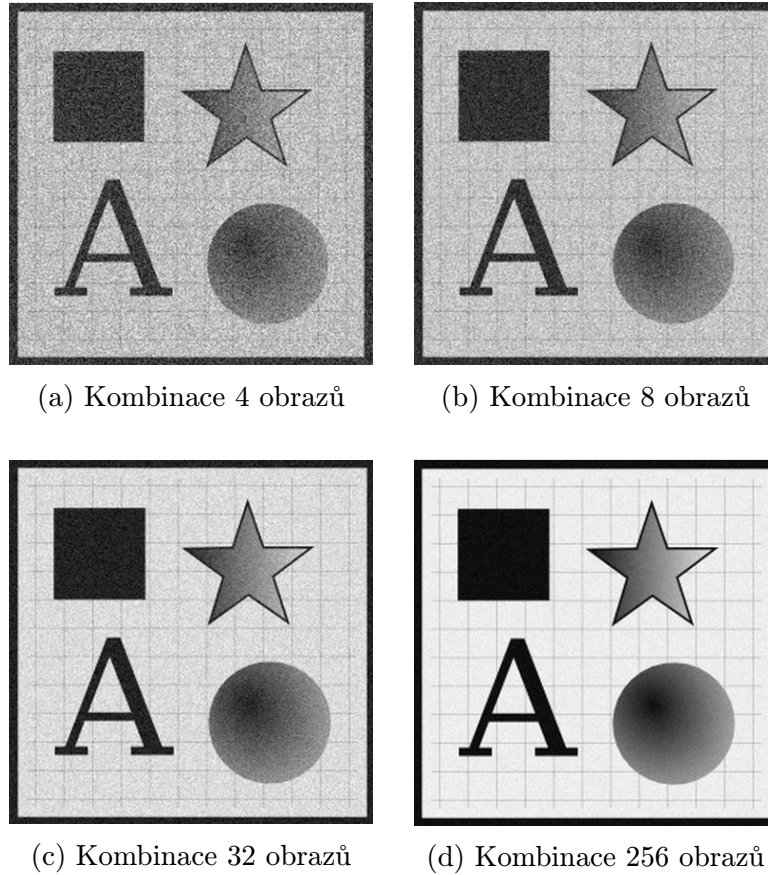 A
A
(a) Kombinace 4 obrazů
(b) Kombinace 8 obrazů
A
A
(c) Kombinace 32 obrazů
(d) Kombinace 256 obrazů